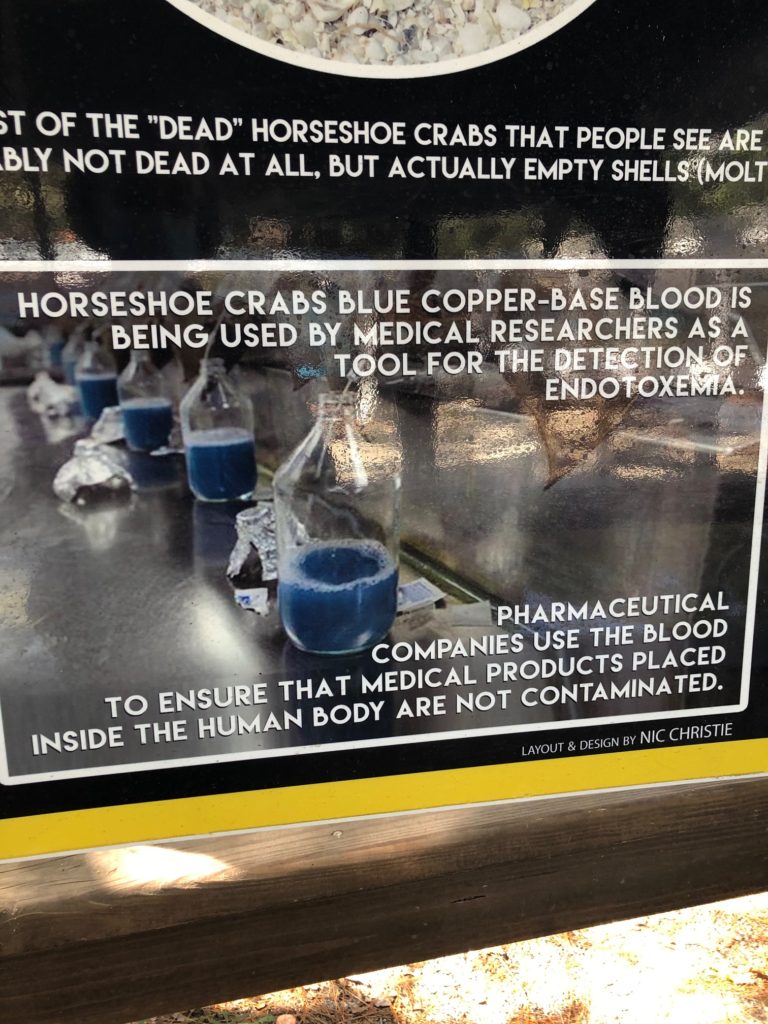 OF THE "DEAD" HORSESHOE CRABS THAT PEOPLE SEE ARE
NOT DEAD AT ALL, BUT ACTUALLY EMPTY SHELLS (MOLT
HORSESHOE CRABS BLUE COPPER-BASE BLOOD IS
BEING USED BY MEDICAL RESEARCHERS AS A
TOOL FOR THE DETECTION OF
ENDOTOXEMIA.
PHARMACEUTICAL
COMPANIES USE THE BLOOD
TO ENSURE THAT MEDICAL PRODUCTS PLACED
INSIDE THE HUMAN BODY ARE NOT CONTAMINATED.
LAYOUT & DESIGN BY NIC CHRISTIE